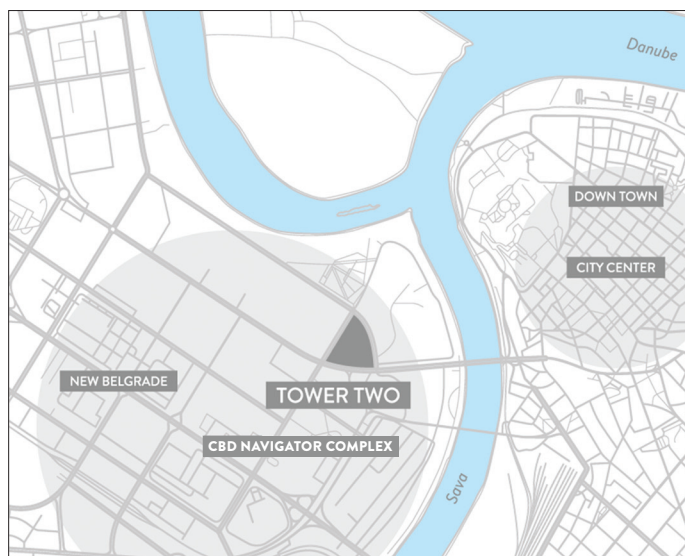 Danube
DOWN TOWN
CITY CENTER
NEW BELGRADE
TOWER TWO
CBD NAVIGATOR COMPLEX
Sava